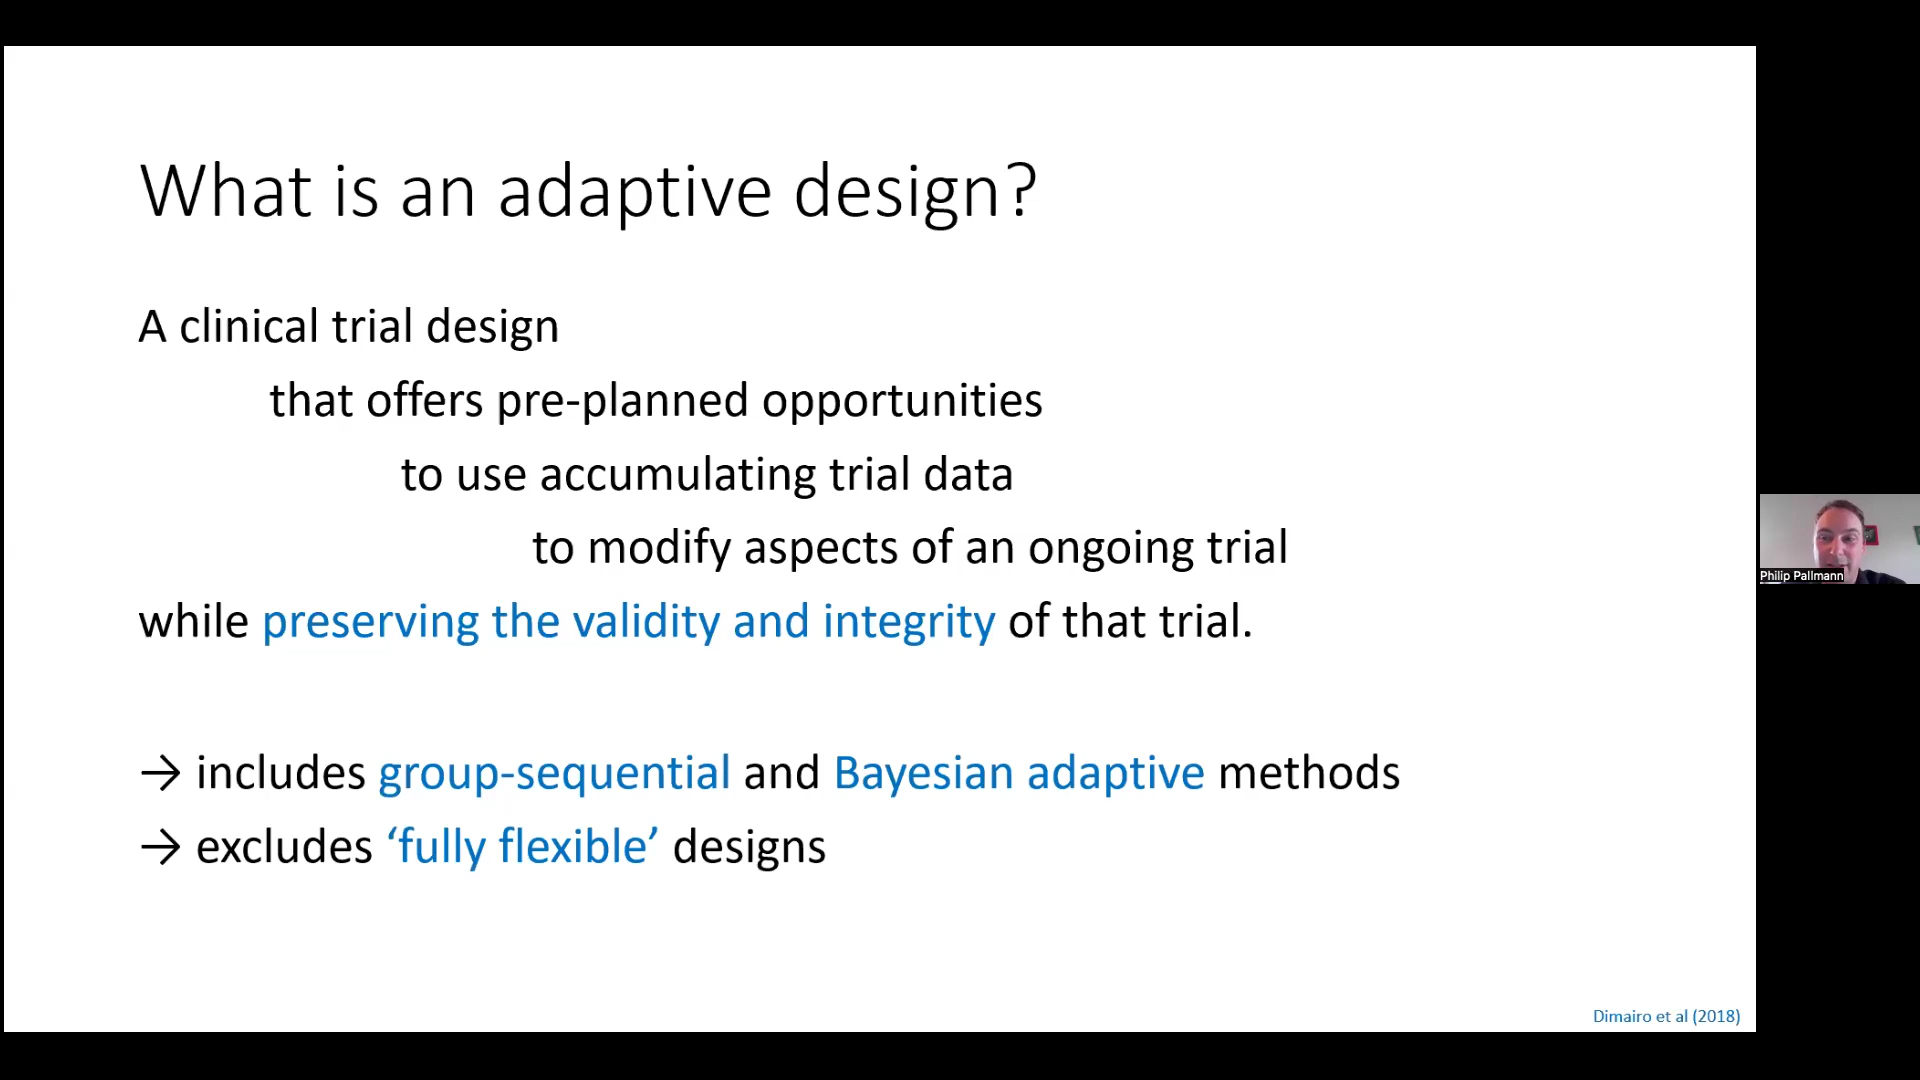 What is an adaptive design?
A clinical trial design
that offers pre-planned opportunities
to use accumulating trial data
to modify aspects of an ongoing trial
while preserving the validity and integrity of that trial.
→ includes group-sequential and Bayesian adaptive methods
→ excludes ‘fully flexible’ designs
Philip Pallmann
Dimairo et al (2018)